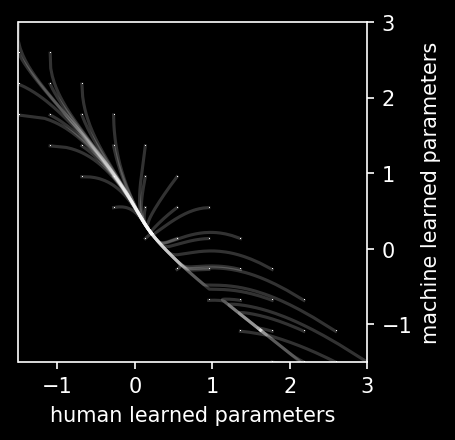 3
2
1
0
−1
machine learned parameters
−1 0 1 2 3
human learned parameters